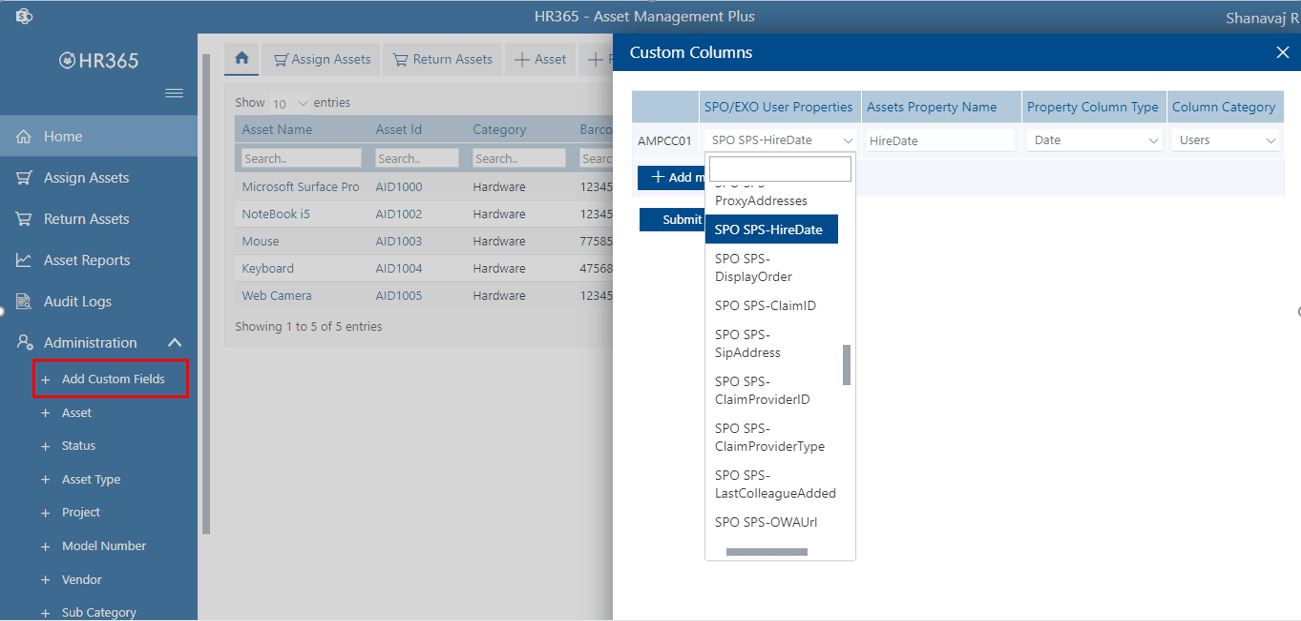 HR365 - Asset Management Plus
Shanavaj R
HR365
Home
Assign Assets
Return Assets
Asset Reports
Audit Logs
Administration
+ Add Custom Fields
+ Asset
+ Status
+ Asset Type
+ Project
+ Model Number
+ Vendor
+ Sub Category
Assign Assets
Return Assets
+ Asset
+
Show 10 entries
Asset Name Asset Id Category Barco
Search.. Search.. Search.. Searc
Microsoft Surface Pro AID1000 Hardware 12345
NoteBook i5 AID1002 Hardware 12345
Mouse AID1003 Hardware 77585
Keyboard AID1004 Hardware 47568
Web Camera AID1005 Hardware 12345
Showing 1 to 5 of 5 entries
Custom Columns
SPO/EXO User Properties Assets Property Name Property Column Type Column Category
AMPCC01 SPO SPS-HireDate HireDate Date Users
+ Add m
Submit
ProxyAddresses
SPO SPS-HireDate
SPO SPS-
DisplayOrder
SPO SPS-ClaimID
SPO SPS-
SipAddress
SPO SPS-
ClaimProviderID
SPO SPS-
ClaimProviderType
SPO SPS-
LastColleagueAdded
SPO SPS-OWAUrl